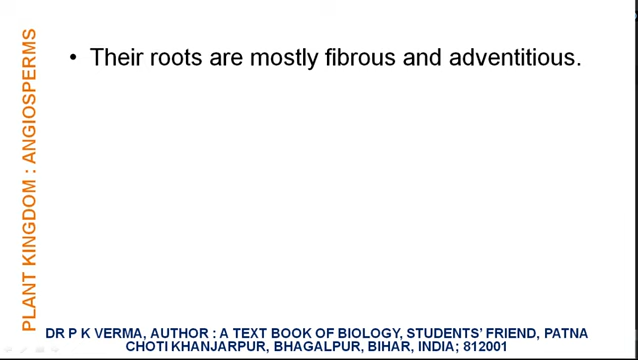 • Their roots are mostly fibrous and adventitious.
PLANT KINGDOM : ANGIOSPERMS
DR P K VERMA, AUTHOR : A TEXT BOOK OF BIOLOGY, STUDENTS' FRIEND, PATNA
CHOTI KHANJARPUR, BHAGALPUR, BIHAR, INDIA; 812001